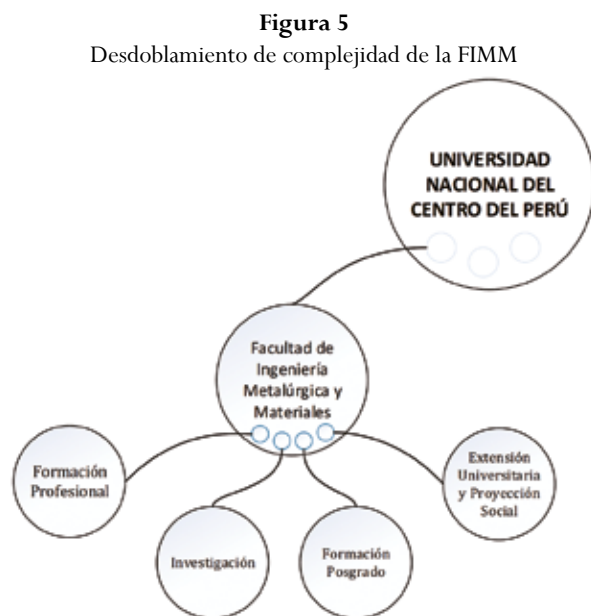 Figura 5
Desdoblamiento de complejidad de la FIMM
UNIVERSIDAD
NACIONAL DEL
CENTRO DEL PERÚ
Facultad de
Ingeniería
Metalúrgica y
Materiales
Formación
Profesional
Investigación
Formación
Posgrado
Extensión
Universitaria
y Proyección
Social